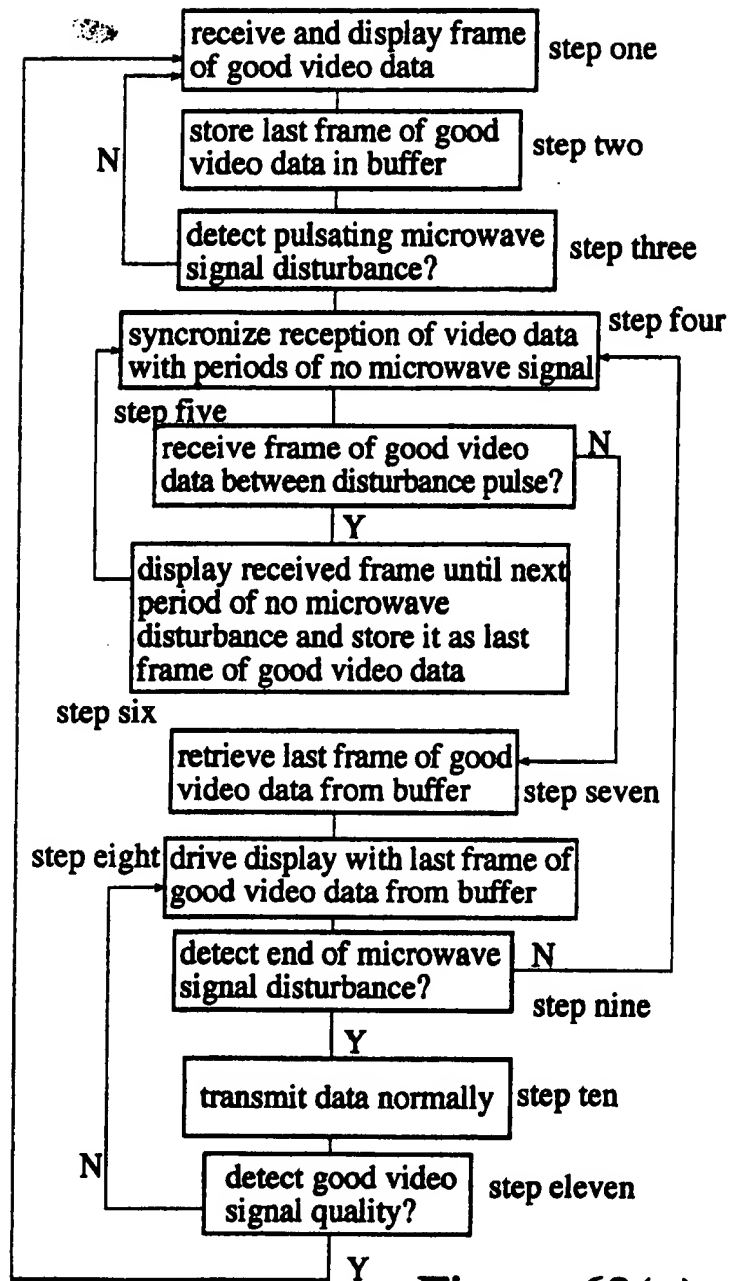 receive and display frame
of good video data
step one
N
store last frame of good
video data in buffer
step two
detect pulsating microwave
signal disturbance?
step three
syncronize reception of video data
with periods of no microwave signal
step four
step five
receive frame of good video
data between disturbance pulse?
N
Y
display received frame until next
period of no microwave
disturbance and store it as last
frame of good video data
step six
retrieve last frame of good
video data from buffer
step seven
step eight
drive display with last frame of
good video data from buffer
detect end of microwave
signal disturbance?
N
step nine
Y
transmit data normally
step ten
N
detect good video
signal quality?
step eleven
Y